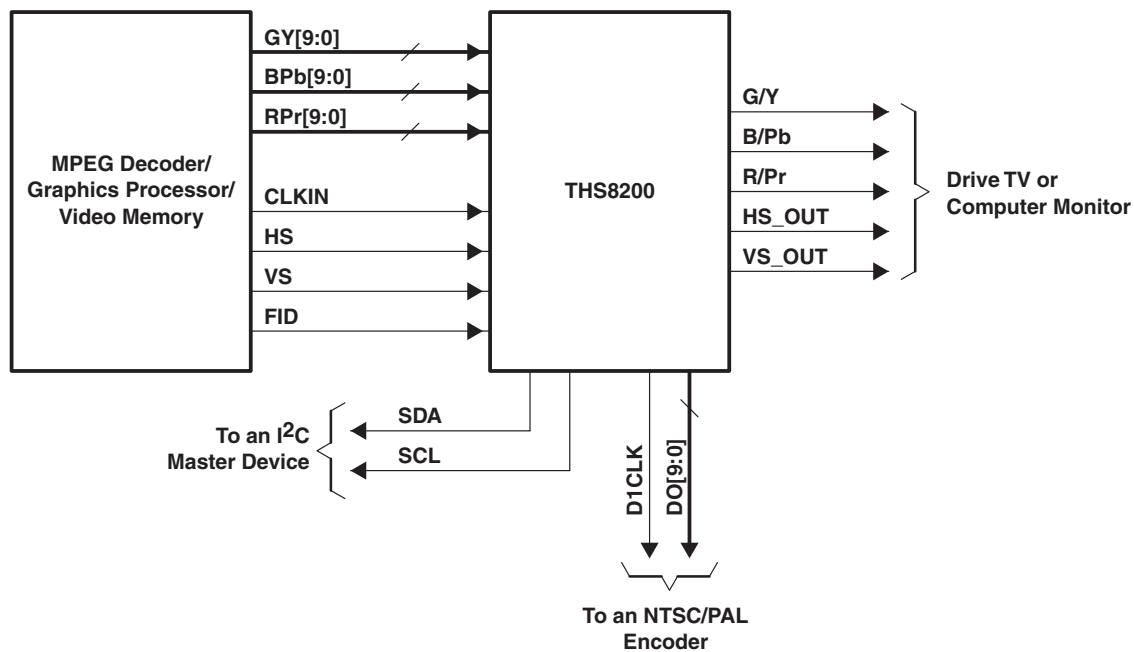 GY[9:0]
BPb[9:0]
RPr[9:0]
MPEG Decoder/
Graphics Processor/
Video Memory
CLKIN
HS
VS
FID
THS8200
G/Y
B/Pb
R/Pr
HS_OUT
VS_OUT
Drive TV or
Computer Monitor
To an I2C
Master Device
SDA
SCL
D1CLK
DO[9:0]
To an NTSC/PAL
Encoder